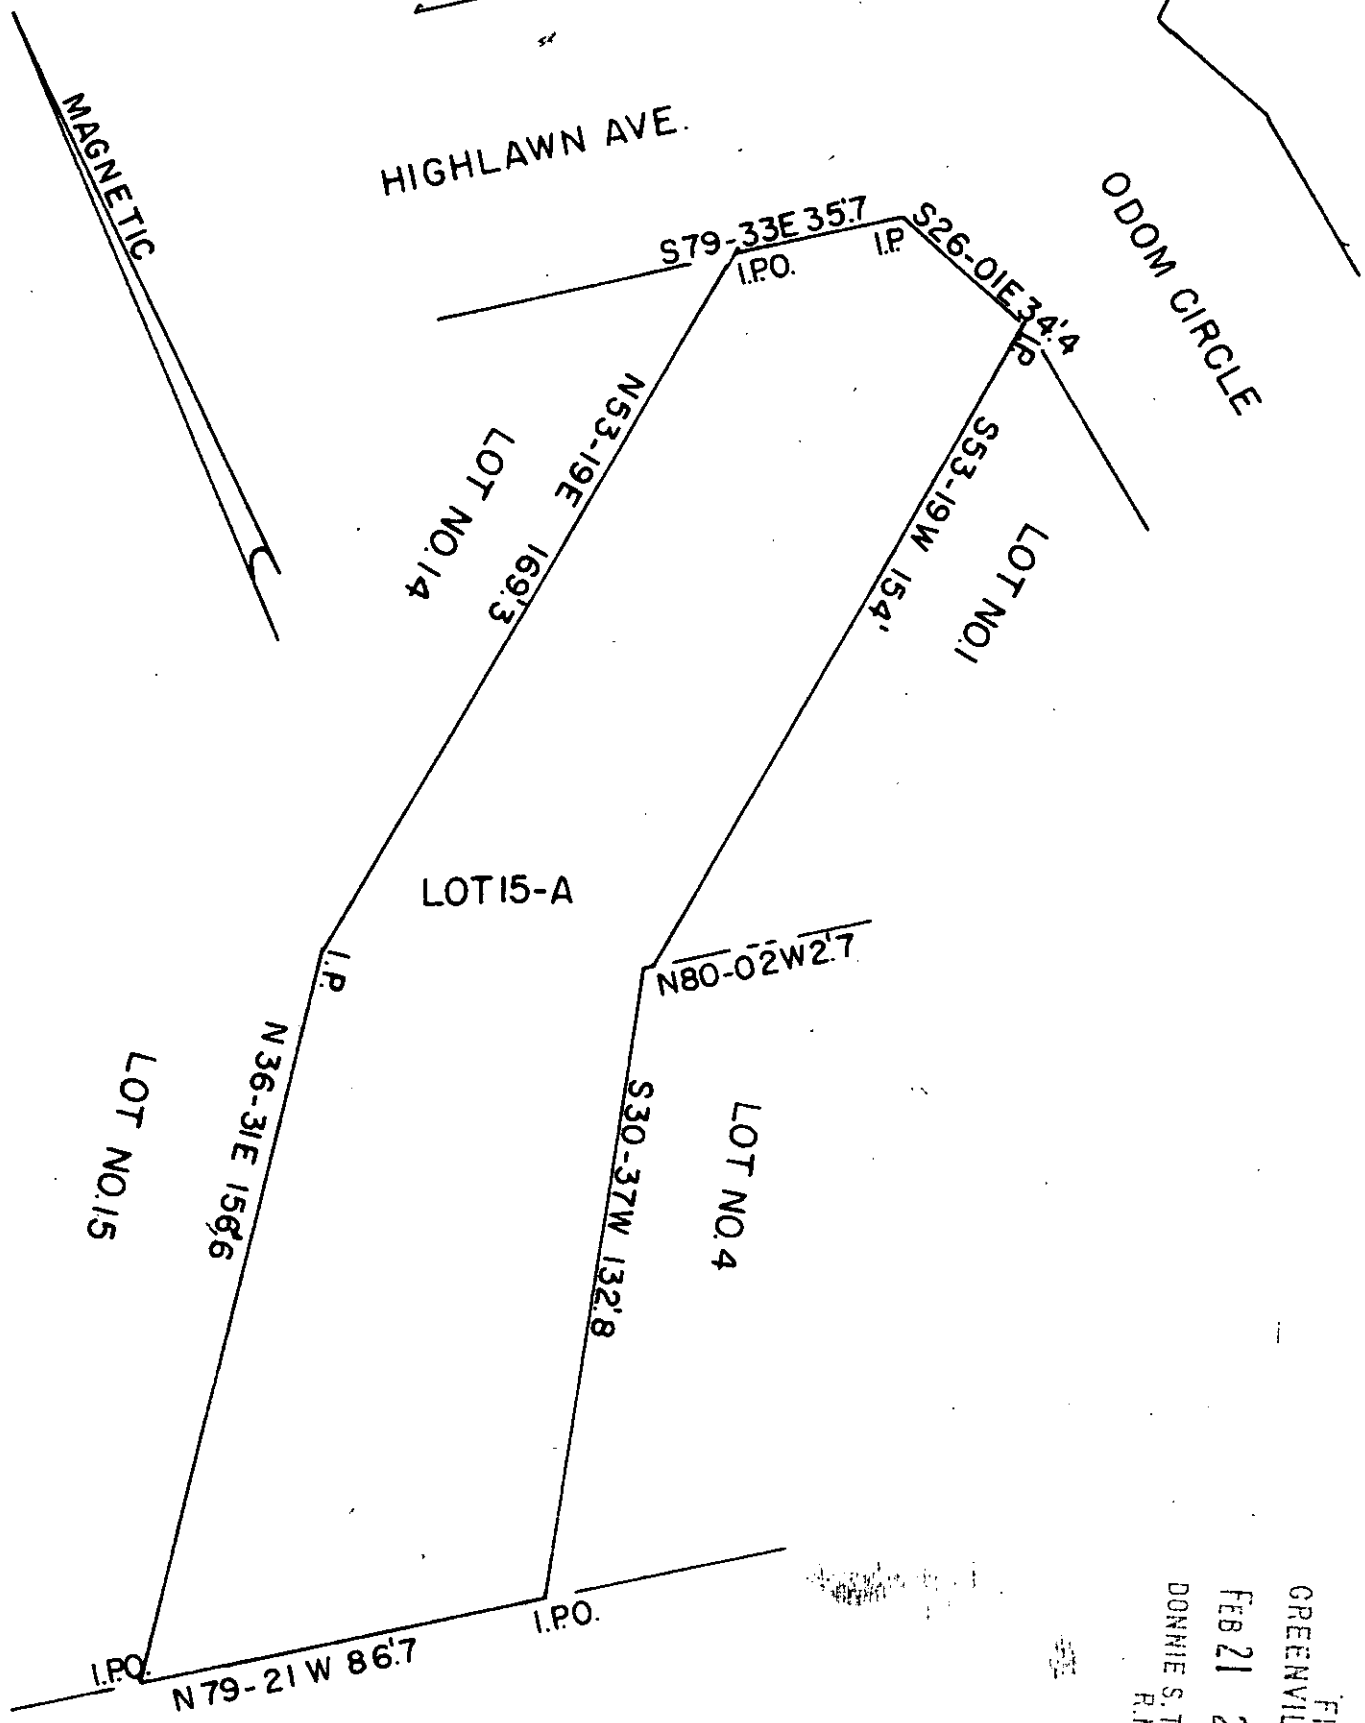 MAGNETIC
HIGHLAWN AVE.
ODOM CIRCLE
S79-33E 35'.7
I.P.O.
I.P.
S26-01E 34'.4
I.P.
N53-19E 169'.3
LOT NO.14
S53-19W 154'
LOT NO.1
LOT 15-A
I.P.
N80-02W 2'.7
N36-31E
LOT NO.15
S30-37W 132'.8
LOT NO.4
I.P.O.
I.P.O.
N79-21 W 86'.7
GREENVIL
FEB 21
DONNIE S. T